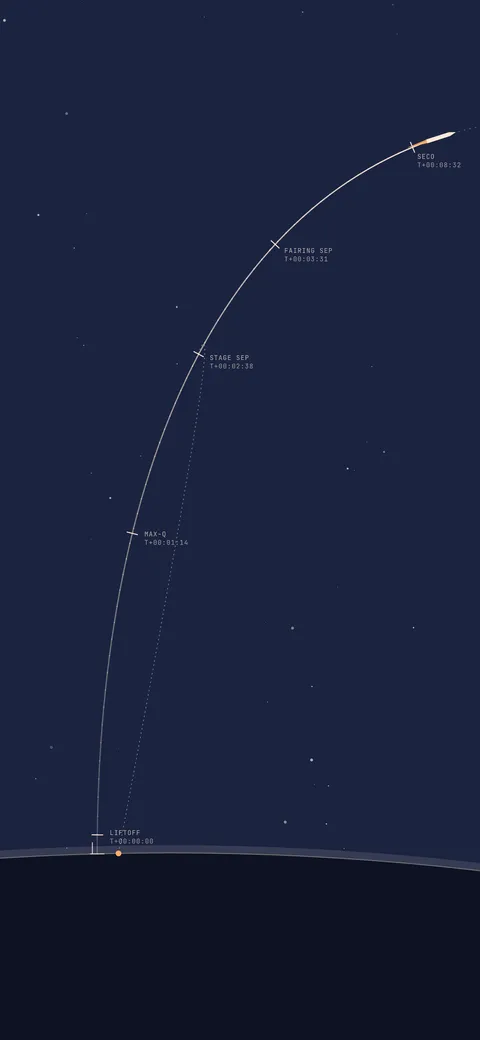 SECO
T+00:08:32
FAIRING SEP
T+00:03:31
STAGE SEP
T+00:02:38
MAX-Q
T+00:01:14
LIFTOFF
T+00:00:00